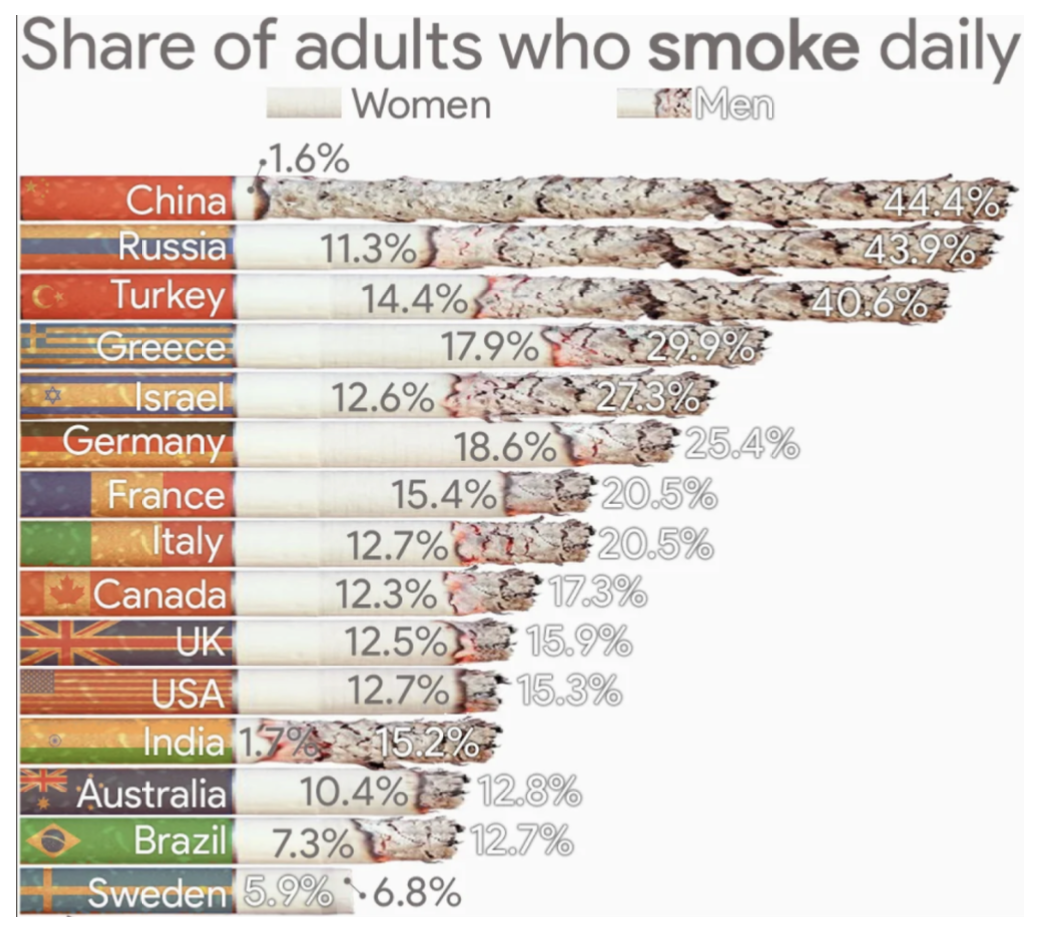 Share of adults who smoke daily
Women Men
1.6%
China 44.4%
Russia 11.3% 43.9%
Turkey 14.4% 40.6%
Greece 17.9% 29.9%
Israel 12.6% 27.3%
Germany 18.6% 25.4%
France 15.4% 20.5%
Italy 12.7% 20.5%
Canada 12.3% 17.3%
UK 12.5% 15.9%
USA 12.7% 15.3%
India 1.7% 15.2%
Australia 10.4% 12.8%
Brazil 7.3% 12.7%
Sweden 5.9% 6.8%